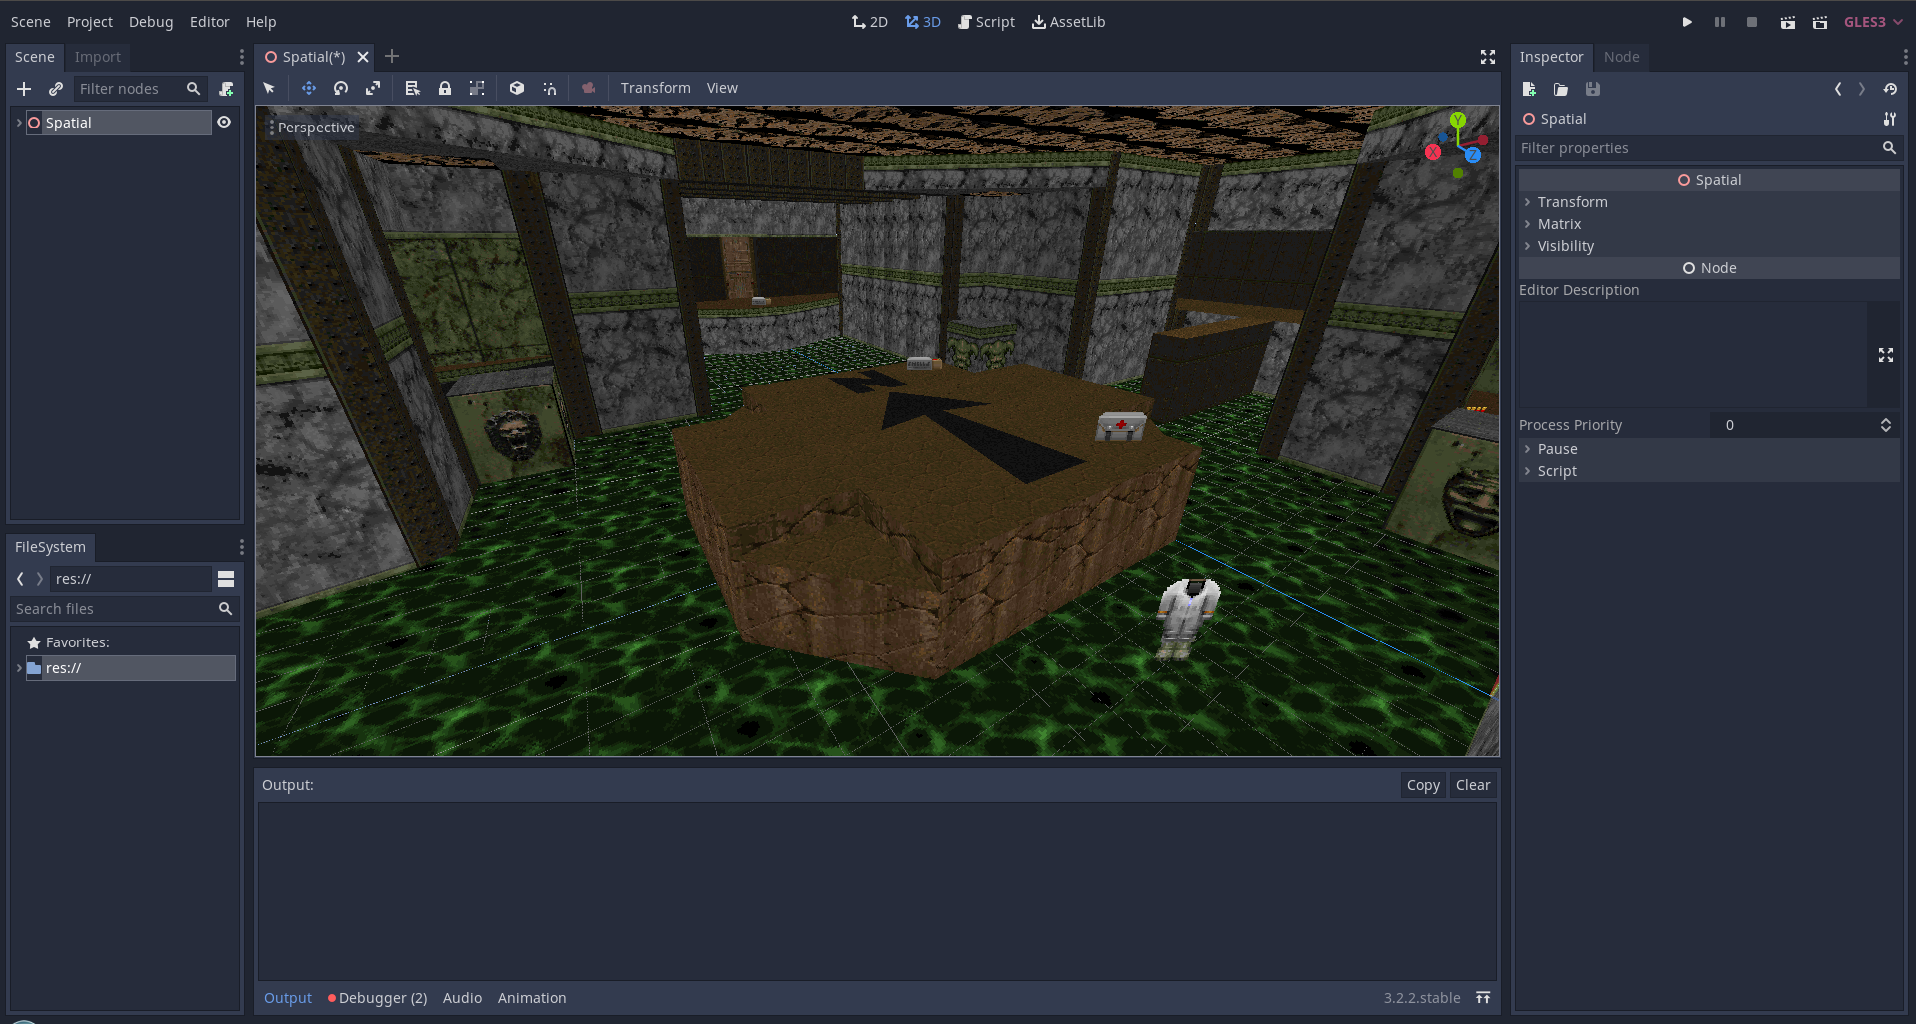 Scene Project Debug Editor Help
2D 3D Script AssetLib
GLES3
Scene Import
Filter nodes
Spatial
FileSystem
res://
Search files
Favorites:
res://
Spatial(*)
Transform View
Perspective
Y
X
Z
Output:
Copy Clear
Output Debugger (2) Audio Animation
3.2.2.stable
Inspector Node
Spatial
Filter properties
Spatial
Transform
Matrix
Visibility
Node
Editor Description
Process Priority 0
Pause
Script